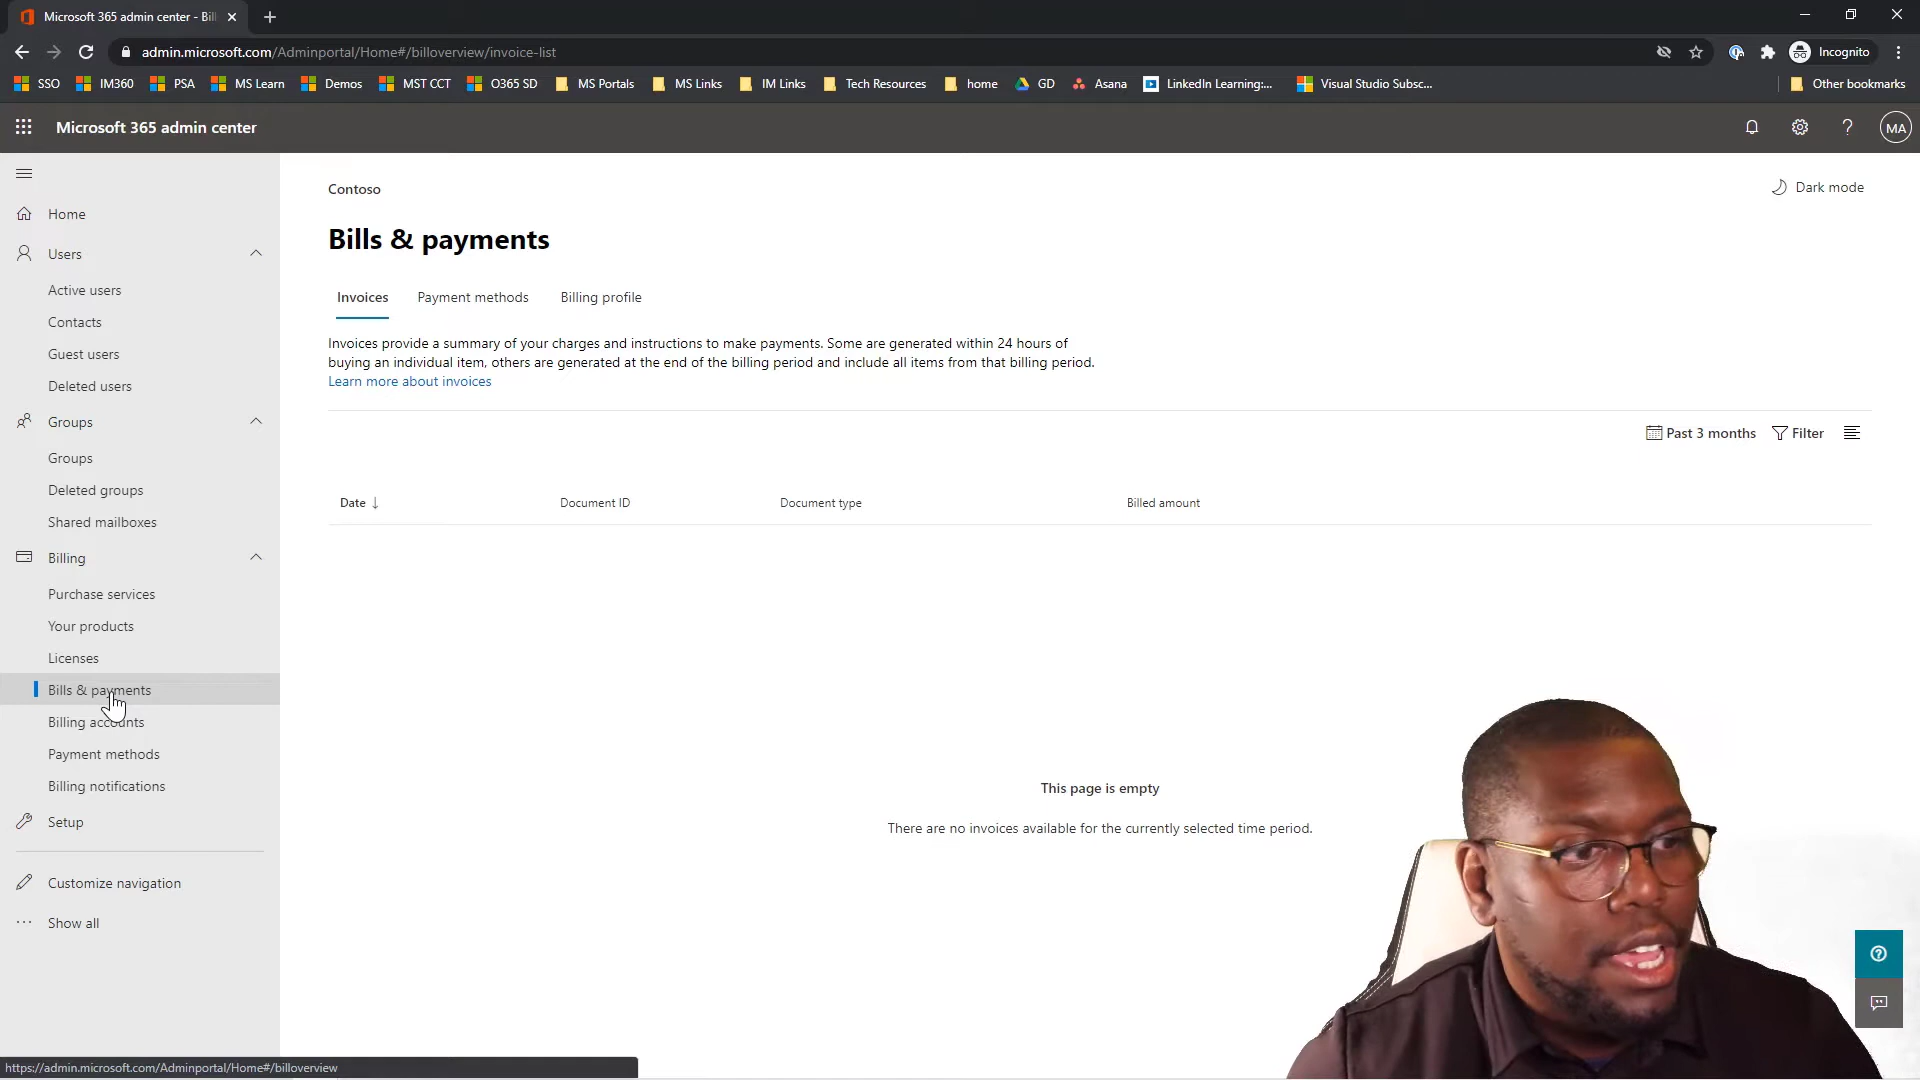 Microsoft 365 admin center - Bill
admin.microsoft.com/Adminportal/Home#/billoverview/invoice-list
Incognito
SSO
IM360
PSA
MS Learn
Demos
MST CCT
O365 SD
MS Portals
MS Links
IM Links
Tech Resources
home
GD
Asana
LinkedIn Learning:...
Visual Studio Subsc...
Other bookmarks
Microsoft 365 admin center
MA
Home
Users
Active users
Contacts
Guest users
Deleted users
Groups
Groups
Deleted groups
Shared mailboxes
Billing
Purchase services
Your products
Licenses
Bills & payments
Billing accounts
Payment methods
Billing notifications
Setup
Customize navigation
Show all
Contoso
Dark mode
Bills & payments
Invoices
Payment methods
Billing profile
Invoices provide a summary of your charges and instructions to make payments. Some are generated within 24 hours of
buying an individual item, others are generated at the end of the billing period and include all items from that billing period.
Learn more about invoices
Past 3 months
Filter
Date ↓
Document ID
Document type
Billed amount
This page is empty
There are no invoices available for the currently selected time period.
https://admin.microsoft.com/Adminportal/Home#/billoverview